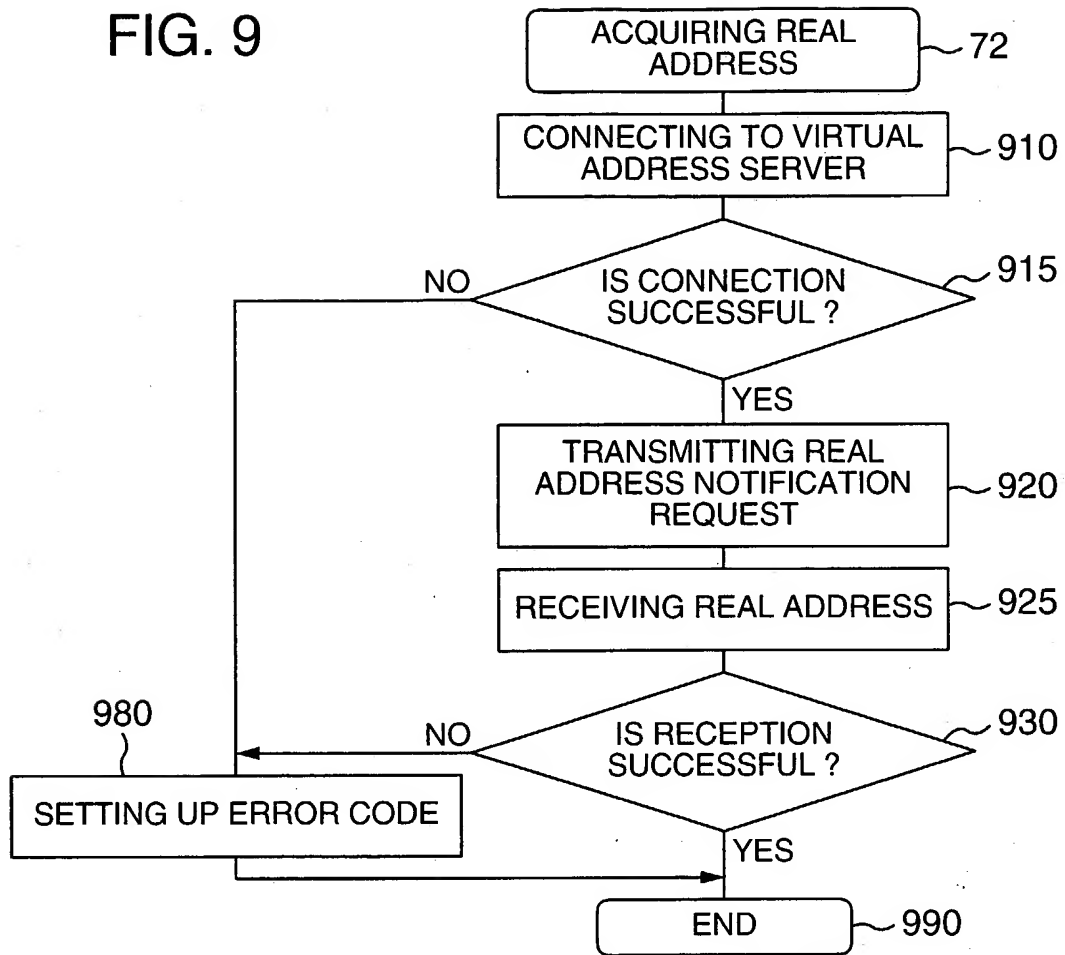 FIG. 9
ACQUIRING REAL
ADDRESS
72
CONNECTING TO VIRTUAL
ADDRESS SERVER
910
IS CONNECTION
SUCCESSFUL ?
915
NO
YES
TRANSMITTING REAL
ADDRESS NOTIFICATION
REQUEST
920
RECEIVING REAL ADDRESS
925
IS RECEPTION
SUCCESSFUL ?
930
NO
980
SETTING UP ERROR CODE
YES
END
990